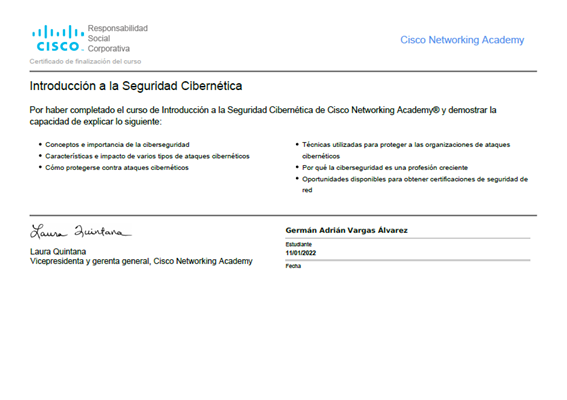 Responsabilidad
Social
Corporativa
CISCO
Cisco Networking Academy
Certificado de finalización del curso
Introducción a la Seguridad Cibernética
Por haber completado el curso de Introducción a la Seguridad Cibernética de Cisco Networking Academy® y demostrar la
capacidad de explicar lo siguiente:
• Conceptos e importancia de la ciberseguridad
• Características e impacto de varios tipos de ataques cibernéticos
• Cómo protegerse contra ataques cibernéticos
• Técnicas utilizadas para proteger a las organizaciones de ataques
cibernéticos
• Por qué la ciberseguridad es una profesión creciente
• Oportunidades disponibles para obtener certificaciones de seguridad de
red
Laura Quintana
Laura Quintana
Vicepresidenta y gerenta general, Cisco Networking Academy
Germán Adrián Vargas Álvarez
Estudiante
11/01/2022
Fecha